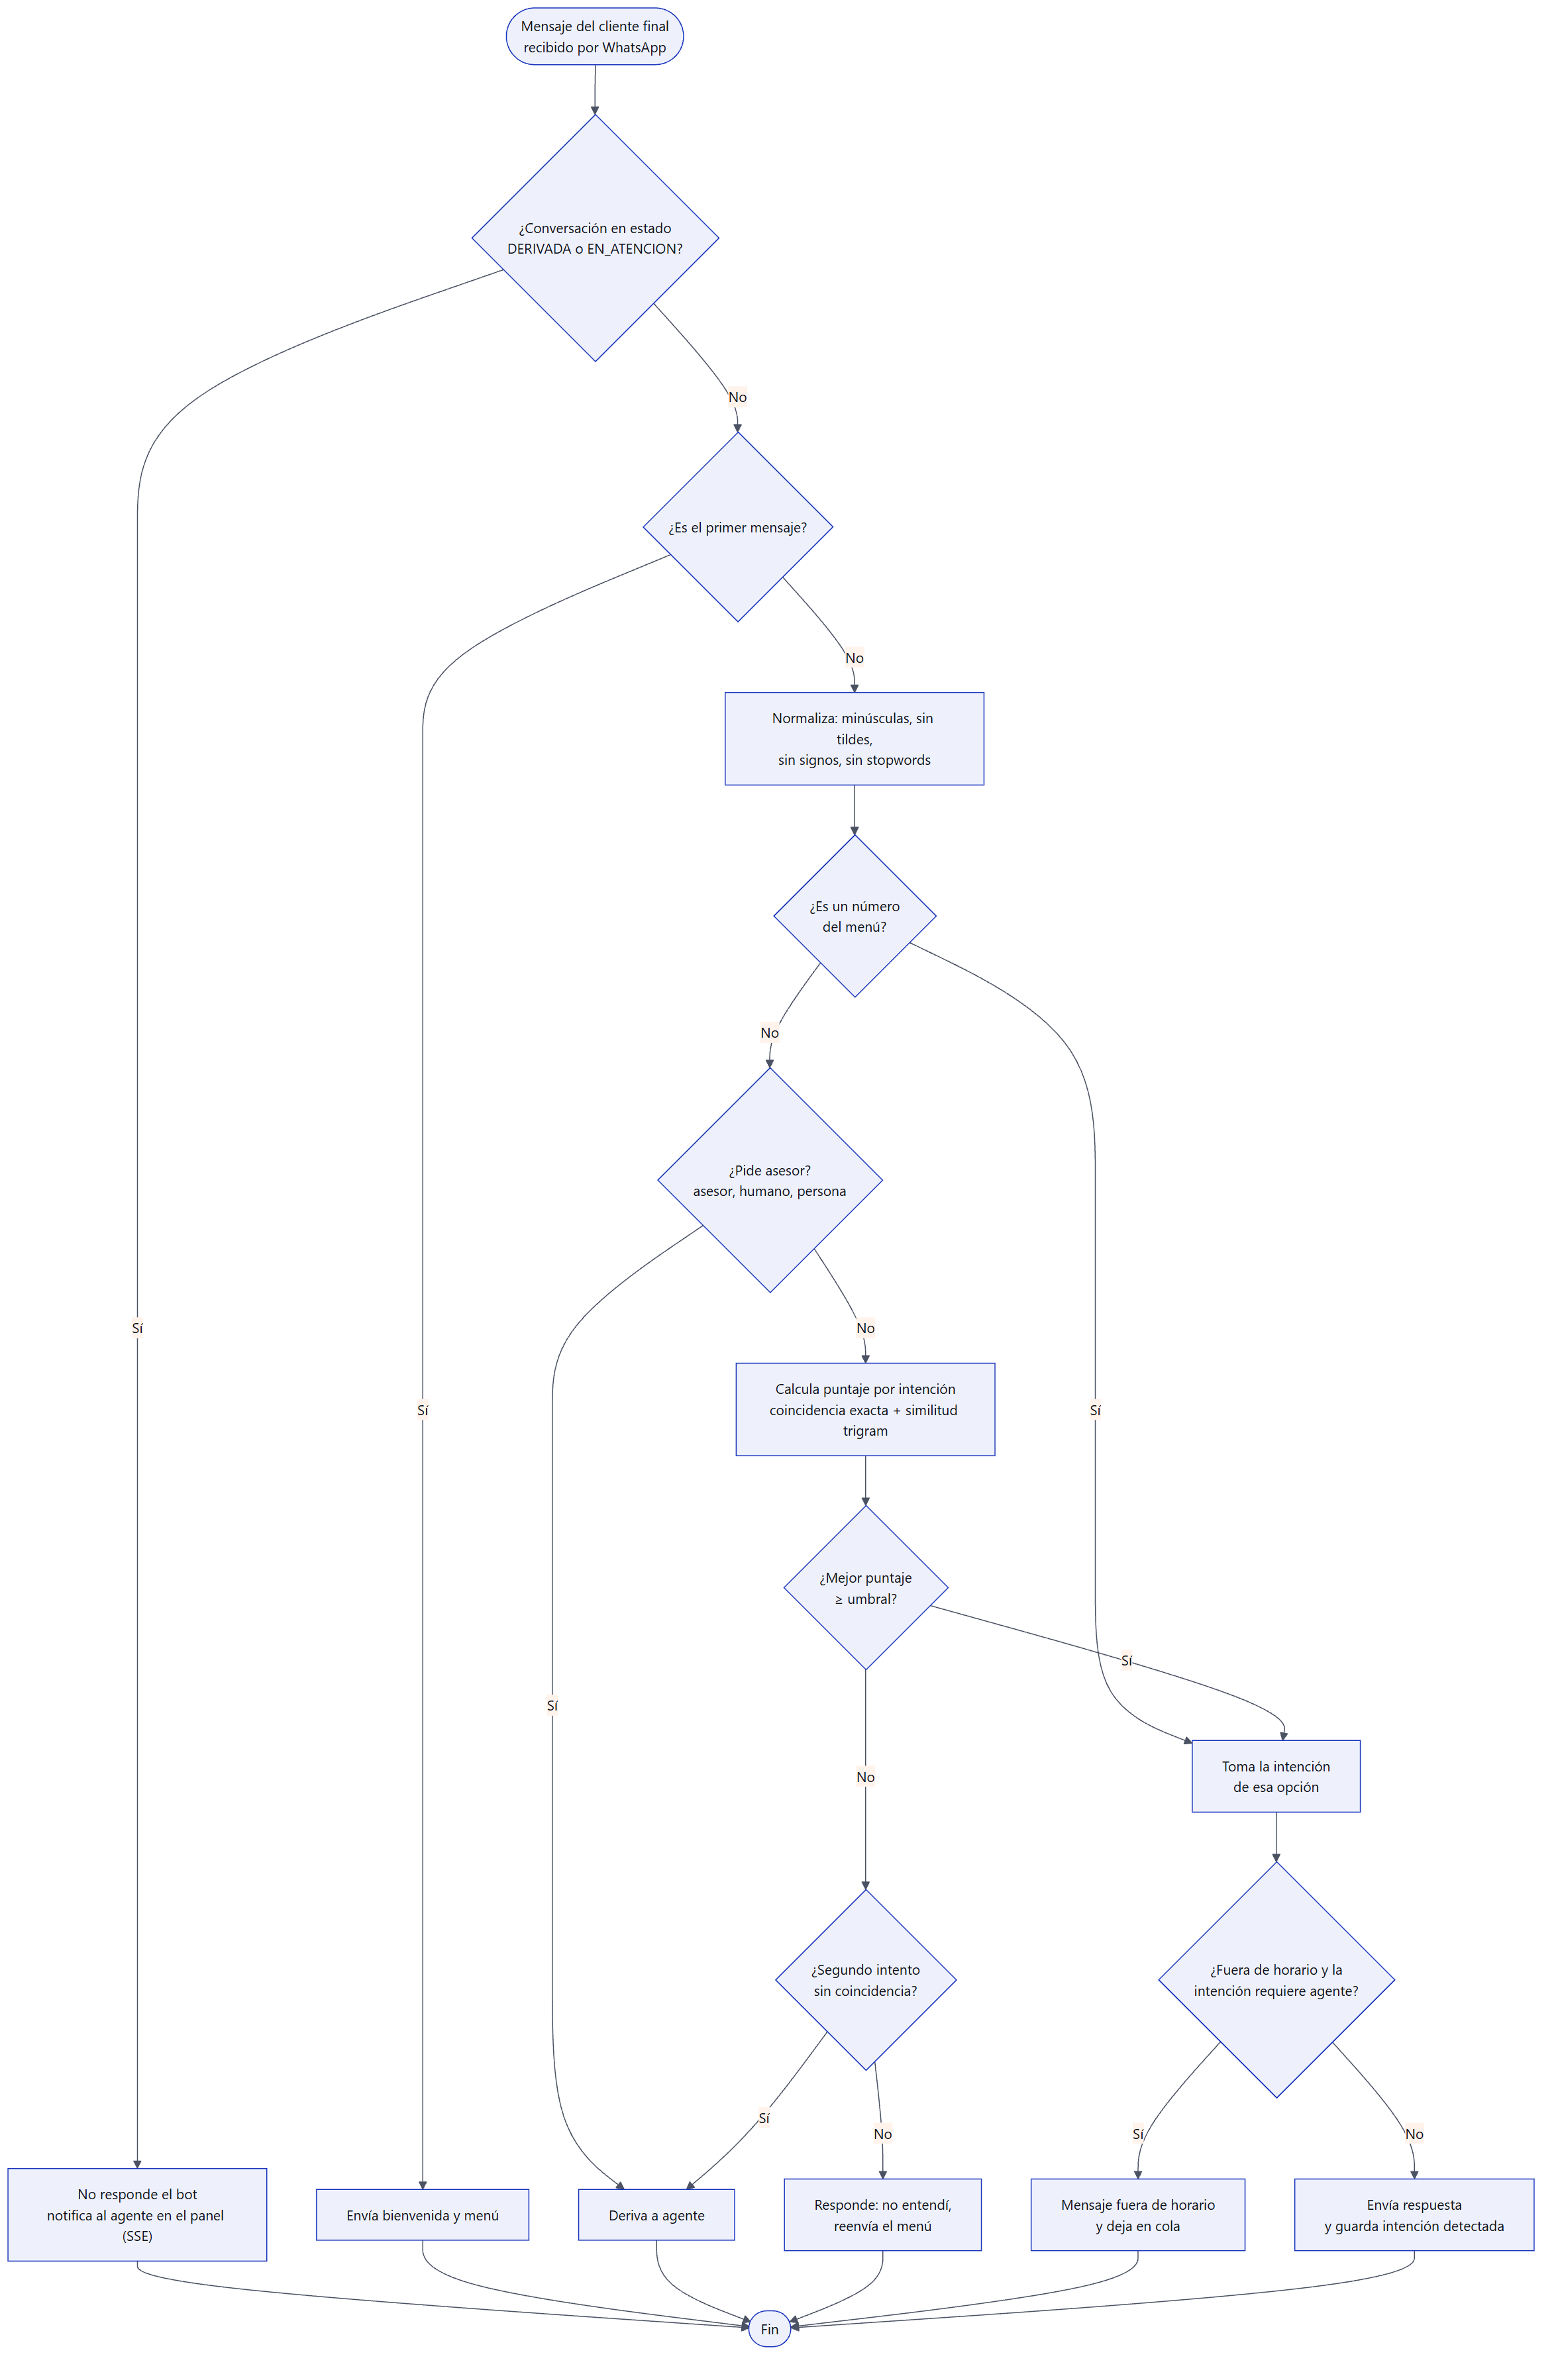 Mensaje del cliente final
recibido por WhatsApp
¿Conversación en estado
DERIVADA o EN_ATENCION?
No
¿Es el primer mensaje?
No
Normaliza: minúsculas, sin
tildes,
sin signos, sin stopwords
¿Es un número
del menú?
No
¿Pide asesor?
asesor, humano, persona
Sí
No
Calcula puntaje por intención
coincidencia exacta + similitud
trigram
Sí
Sí
¿Mejor puntaje
≥ umbral?
Sí
Sí
No
Toma la intención
de esa opción
¿Segundo intento
sin coincidencia?
¿Fuera de horario y la
intención requiere agente?
Sí
No
Sí
No
No responde el bot
notifica al agente en el panel
(SSE)
Envía bienvenida y menú
Deriva a agente
Responde: no entendí,
reenvía el menú
Mensaje fuera de horario
y deja en cola
Envía respuesta
y guarda intención detectada
Fin